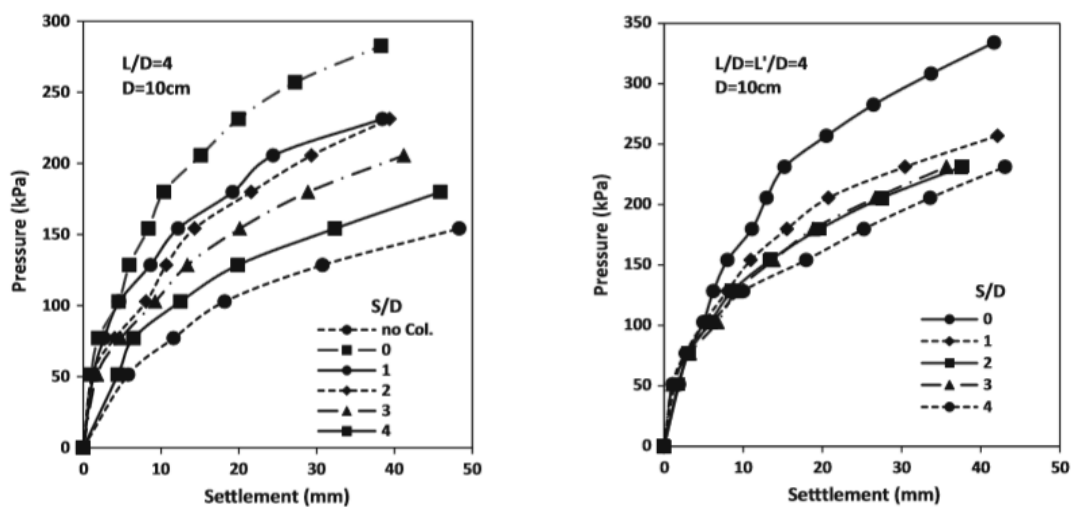 300
250
200
150
100
50
0
Pressure (kPa)
L/D=4
D=10cm
S/D
no Col.
0
1
2
3
4
0 10 20 30 40 50
Settlement (mm)
350
300
250
200
150
100
50
0
Pressure (kPa)
L/D=L'/D=4
D=10cm
S/D
0
1
2
3
4
0 10 20 30 40 50
Setttlement (mm)